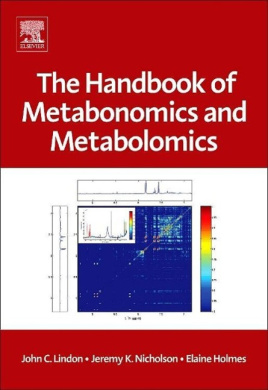 ELSEVIER
The Handbook of
Metabonomics and
Metabolomics
John C. Lindon • Jeremy K. Nicholson • Elaine Holmes